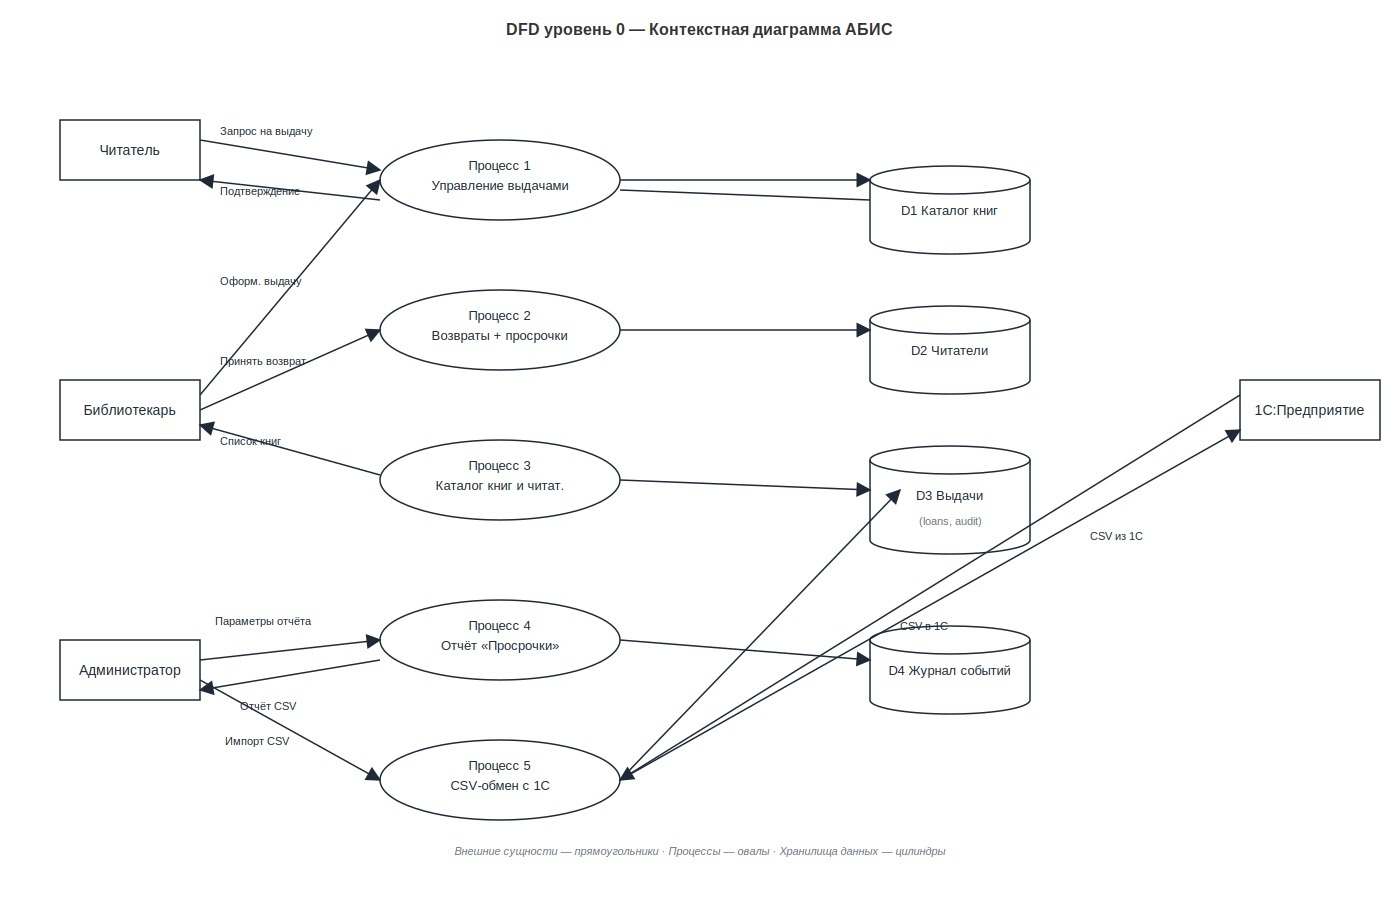 DFD уровень 0 — Контекстная диаграмма АБИС
Читатель
Запрос на выдачу
Подтверждение
Процесс 1
Управление выдачами
D1 Каталог книг
Оформ. выдачу
Процесс 2
Возвраты + просрочки
D2 Читатели
Принять возврат
Библиотекарь
1С:Предприятие
Список книг
Процесс 3
Каталог книг и читат.
D3 Выдачи
(loans, audit)
CSV из 1С
Параметры отчёта
CSV в 1С
Процесс 4
Отчёт «Просрочки»
Администратор
D4 Журнал событий
Отчёт CSV
Импорт CSV
Процесс 5
CSV-обмен с 1С
Внешние сущности — прямоугольники · Процессы — овалы · Хранилища данных — цилиндры